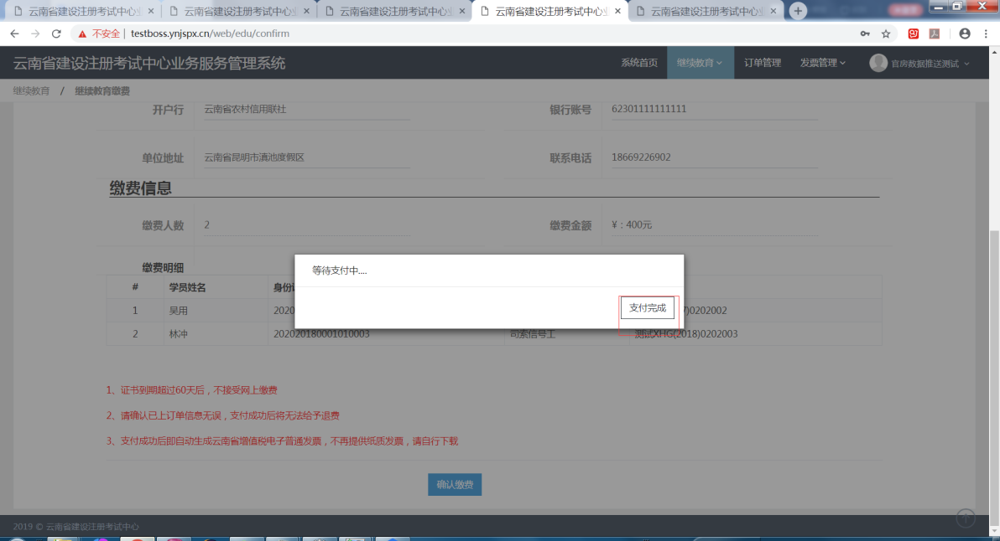 云南省建设注册考试中心业 云南省建设注册考试中心业 云南省建设注册考试中心业 云南省建设注册考试中心业 云南省建设注册考试中心业
不安全 | testboss.ynjspx.cn/web/edu/confirm
云南省建设注册考试中心业务服务管理系统 系统首页 继续教育 订单管理 发票管理 官房数据推送测试
继续教育 / 继续教育缴费
开户行 云南省农村信用联社 银行账号 62301111111111
单位地址 云南省昆明市滇池度假区 联系电话 18669226902
缴费信息
缴费人数 2 缴费金额 ¥：400元
缴费明细
等待支付中....
# 学员姓名 身份
支付完成
1 吴用 2020 )0202002
2 林冲 202020180001010003 司索信号工 测试XHG(2018)0202003
1、证书到期超过60天后，不接受网上缴费
2、请确认已上订单信息无误，支付成功后将无法给予退费
3、支付成功后即自动生成云南省增值税电子普通发票，不再提供纸质发票，请自行下载
确认缴费
2019 © 云南省建设注册考试中心